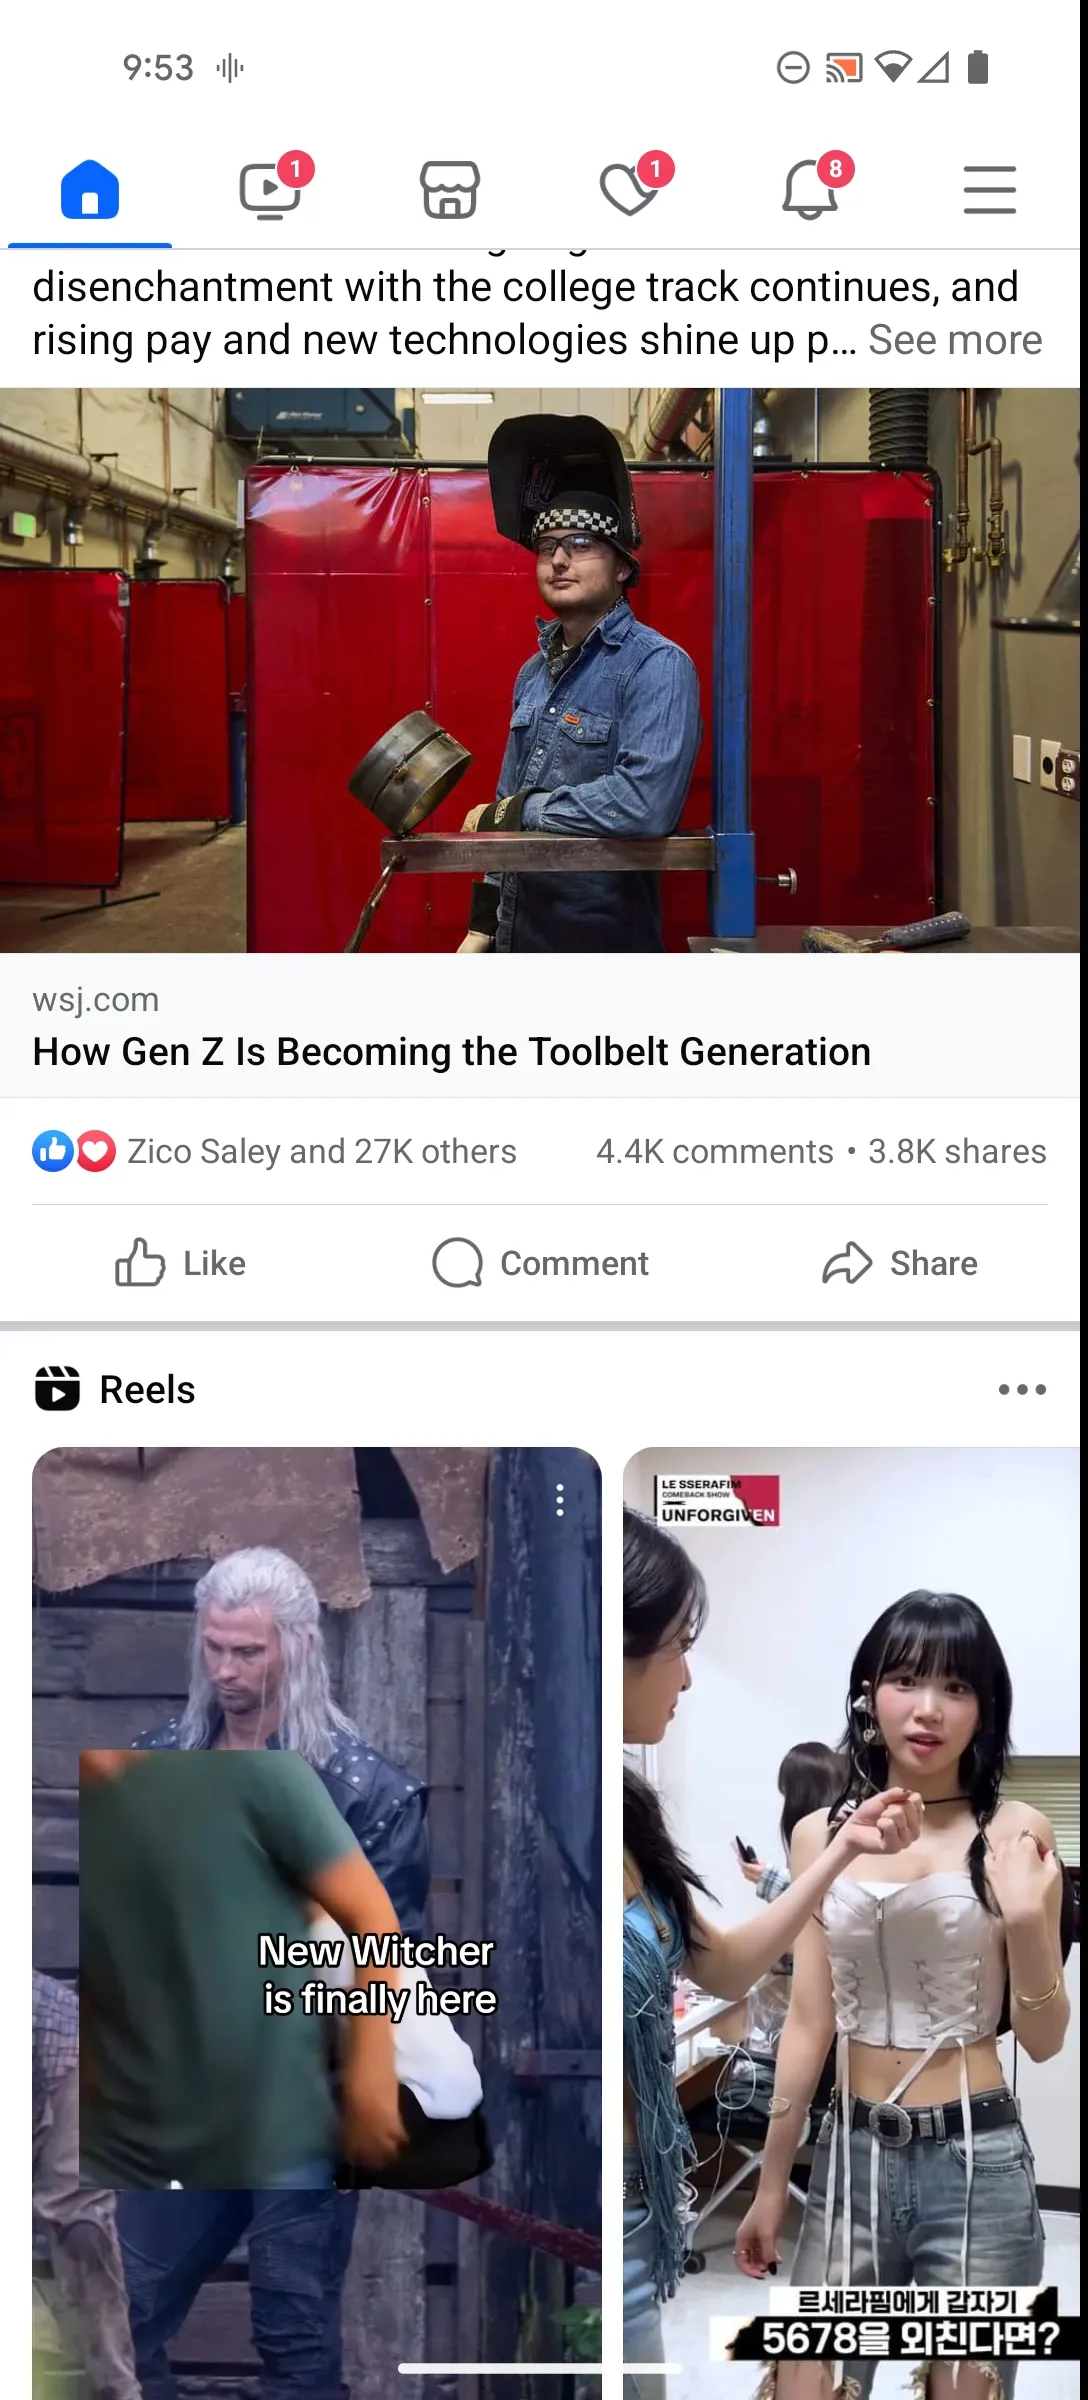 9:53
1
1
8
disenchantment with the college track continues, and
rising pay and new technologies shine up p... See more
wsj.com
How Gen Z Is Becoming the Toolbelt Generation
Zico Saley and 27K others
4.4K comments • 3.8K shares
Like
Comment
Share
Reels
New Witcher
is finally here
LE SSERAFIM
COMEBACK SHOW
UNFORGIVEN
르세라핌에게 갑자기
5678을 외친다면?